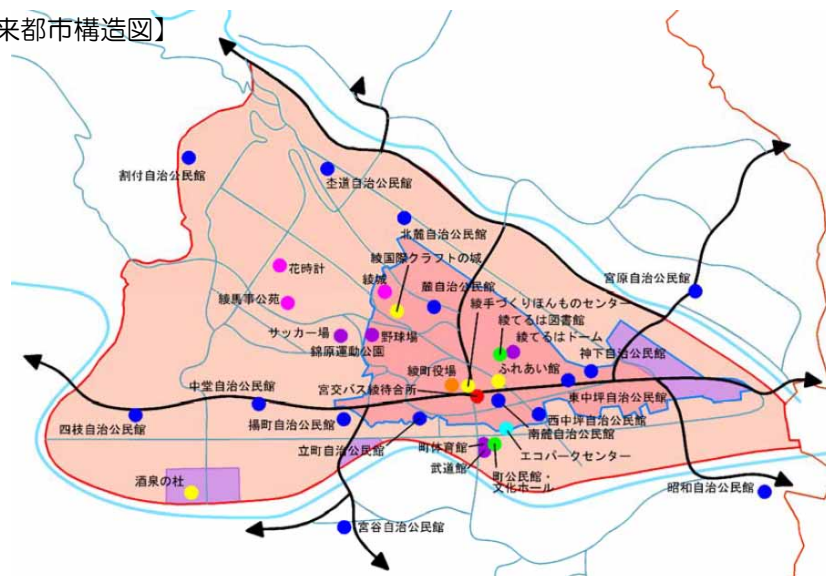 来都市構造図】
割付自治公民館
杢道自治公民館
北麓自治公民館
綾国際クラフトの城
花時計
綾城
麓自治公民館
宮原自治公民館
綾馬事公苑
綾手づくりほんものセンター
綾てるは図書館
サッカー場
野球場
綾てるはドーム
錦原運動公園
神下自治公民館
綾町役場
ふれあい館
中堂自治公民館
宮交バス綾待合所
東中坪自治公民館
四枝自治公民館
揚町自治公民館
西中坪自治公民館
南麓自治公民館
立町自治公民館
町体育館
エコパークセンター
武道館
酒泉の杜
町公民館・
文化ホール
昭和自治公民館
宮谷自治公民館